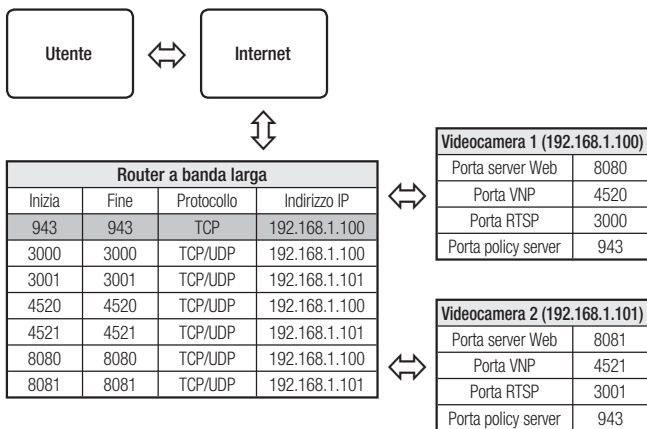 Utente
Internet
Router a banda larga
Inizia Fine Protocollo Indirizzo IP
943 943 TCP 192.168.1.100
3000 3000 TCP/UDP 192.168.1.100
3001 3001 TCP/UDP 192.168.1.101
4520 4520 TCP/UDP 192.168.1.100
4521 4521 TCP/UDP 192.168.1.101
8080 8080 TCP/UDP 192.168.1.100
8081 8081 TCP/UDP 192.168.1.101
Videocamera 1 (192.168.1.100)
Porta server Web 8080
Porta VNP 4520
Porta RTSP 3000
Porta policy server 943
Videocamera 2 (192.168.1.101)
Porta server Web 8081
Porta VNP 4521
Porta RTSP 3001
Porta policy server 943